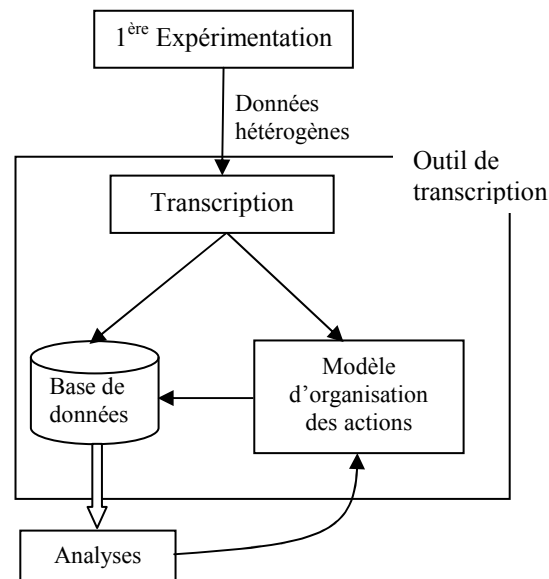 1ère Expérimentation
Données
hétérogènes
Outil de
transcription
Transcription
Base de
données
Modèle
d'organisation
des actions
Analyses